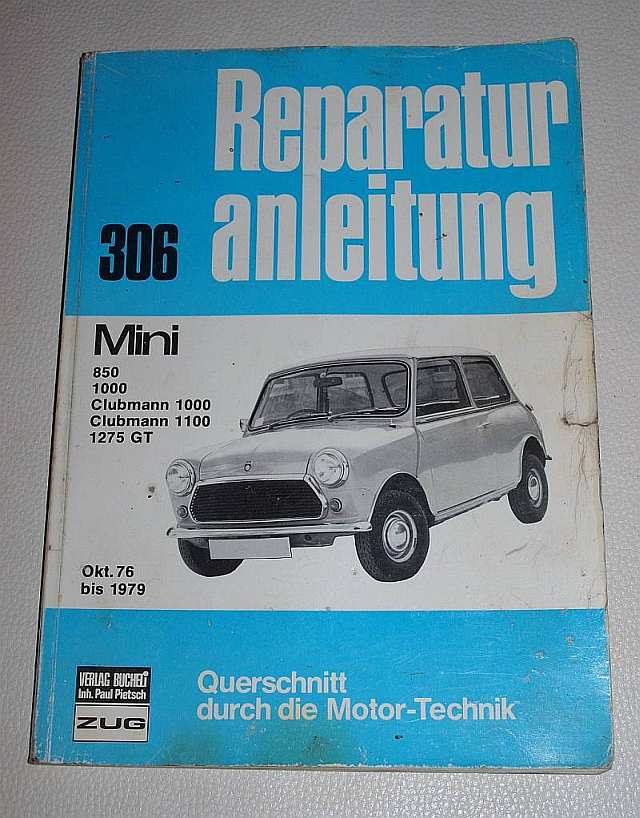 Reparatur
anleitung
306
Mini
850
1000
Clubmann 1000
Clubmann 1100
1275 GT
Okt. 76
bis 1979
VERLAG BUCHELI
Inh. Paul Pietsch
ZUG
Querschnitt
durch die Motor-Technik